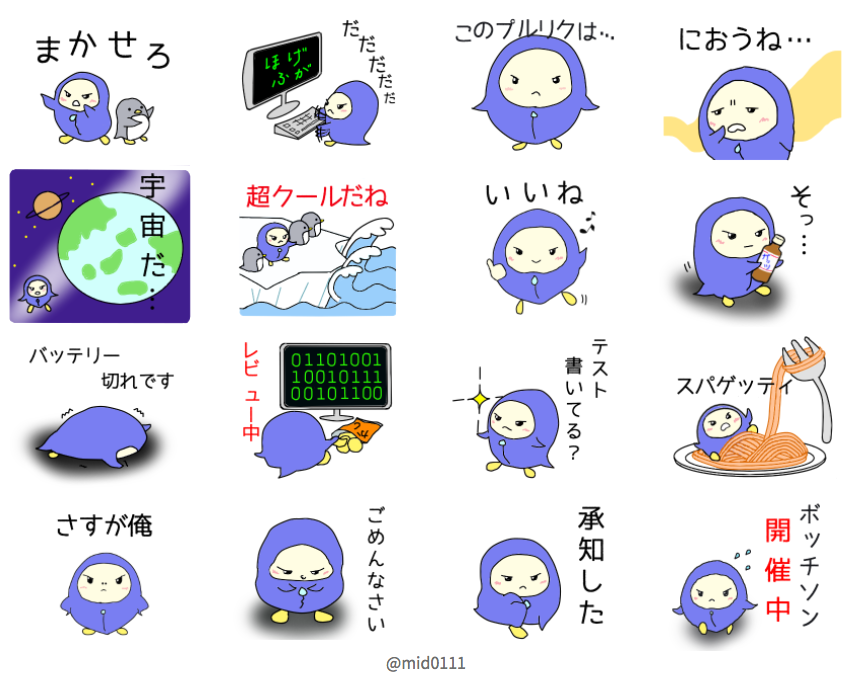 まかせろ
ほげ
ふが
だだだだだだ
このプルリクは…
におうね…
宇宙だ…
超クールだね
いいね
そっ…
バッテリー
切れです
レビュー中
01101001
10010111
00101100
テスト
書いてる?
スパゲッティ
さすが俺
ごめんなさい
承知した
ボッチソン
開催中
@mid0111